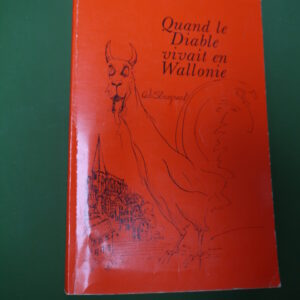 Quand le
Diable
vivait en
Wallonie